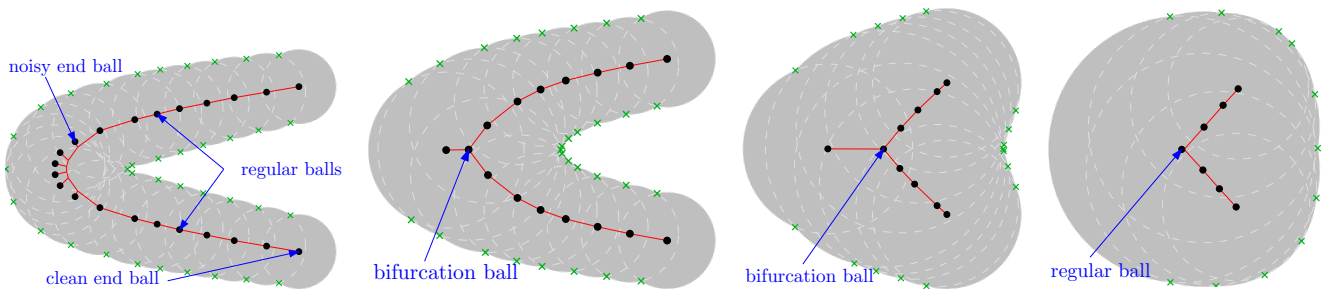 noisy end ball
regular balls
clean end ball
bifurcation ball
bifurcation ball
regular ball